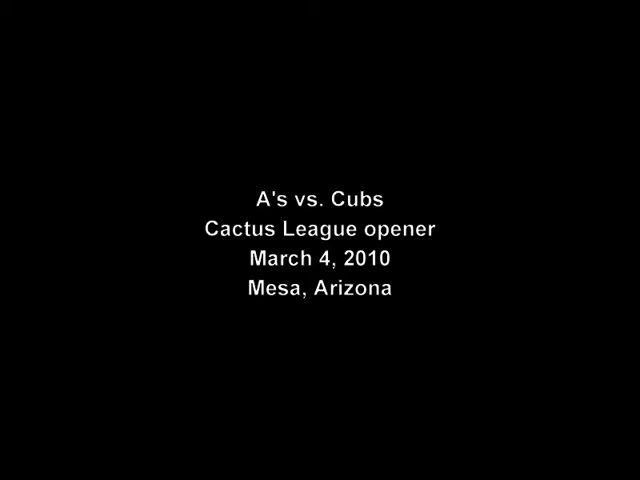 A's vs. Cubs
Cactus League opener
March 4, 2010
Mesa, Arizona